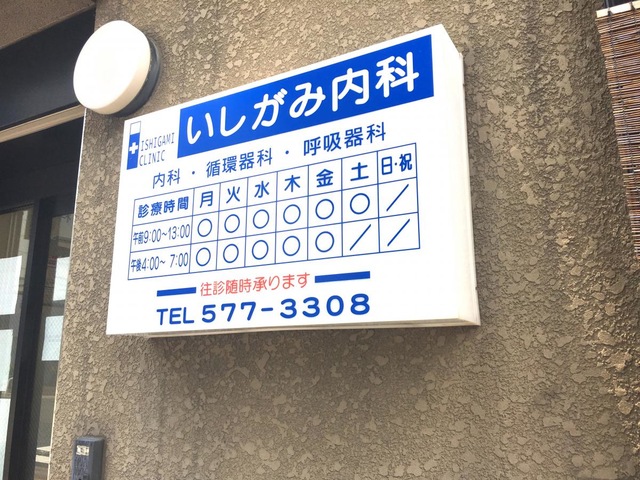 ISHIGAMI
CLINIC
いしがみ内科
内科・循環器科・呼吸器科
診療時間 月 火 水 木 金 土 日・祝
午前9:00~13:00 ○ ○ ○ ○ ○ ○ ／
午後4:00~ 7:00 ○ ○ ○ ○ ○ ／ ／
往診随時承ります
TEL 577-3308